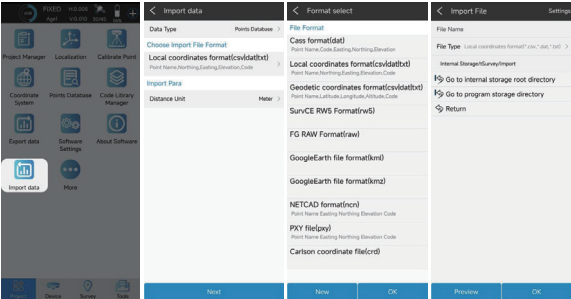 FIXED H:0.004
Age1 V:0.010 50/45
Project Manager
Localization
Calibrate Point
Coordinate System
Points Database
Code Library Manager
Export data
Software Settings
About Software
Import data
More
Device
Survey
Tools
Import data
Data Type Points Database
Choose Import File Format
Local coordinates format(csv|dat|txt)
Point Name,Northing,Easting,Elevation,Code
Import Para
Distance Unit Meter
Next
Format select
File Format
Cass format(dat)
Point Name,Code,Easting,Northing,Elevation
Local coordinates format(csv|dat|txt)
Point Name,Northing,Easting,Elevation,Code
Geodetic coordinates format(csv|dat|txt)
Point Name,Latitude,Longitude,Altitude,Code
SurvCE RW5 Format(rw5)
FG RAW Format(raw)
GoogleEarth file format(kml)
GoogleEarth file format(kmz)
NETCAD format(ncn)
Point Name Easting Northing Elevation Code
PXY file(pxy)
Point Name Easting Northing Elevation Code
Carlson coordinate file(crd)
New
OK
Import File Settings
File Name
File Type Local coordinates format(*.csv,*.dat,*.txt)
Internal Storage/tSurvey/Import
Go to internal storage root directory
Go to program storage directory
Return
Preview
OK